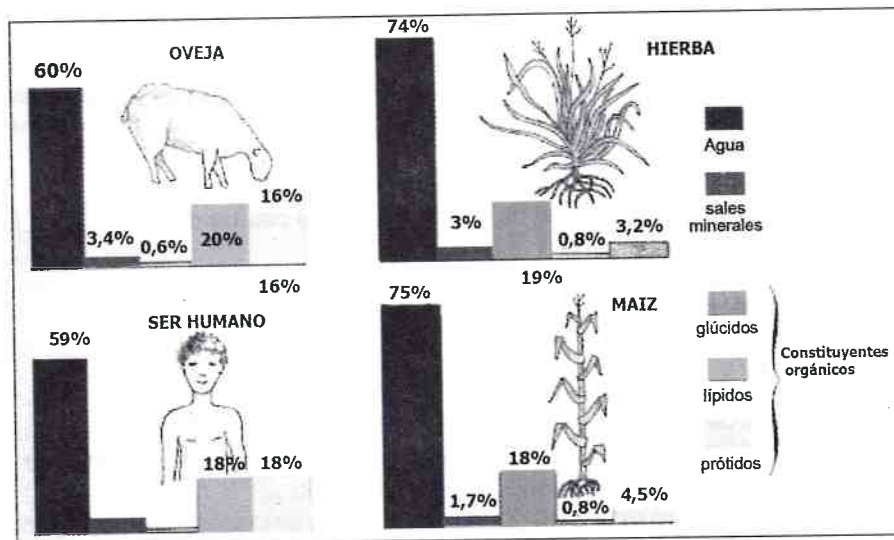 OVEJA
60%
3,4%
0,6%
20%
16%
74%
HIERBA
3%
19%
0,8%
3,2%
Agua
sales
minerales
16%
SER HUMANO
59%
18%
18%
75%
MAIZ
1,7%
18%
0,8%
4,5%
glúcidos
lípidos
prótidos
Constituyentes
orgánicos